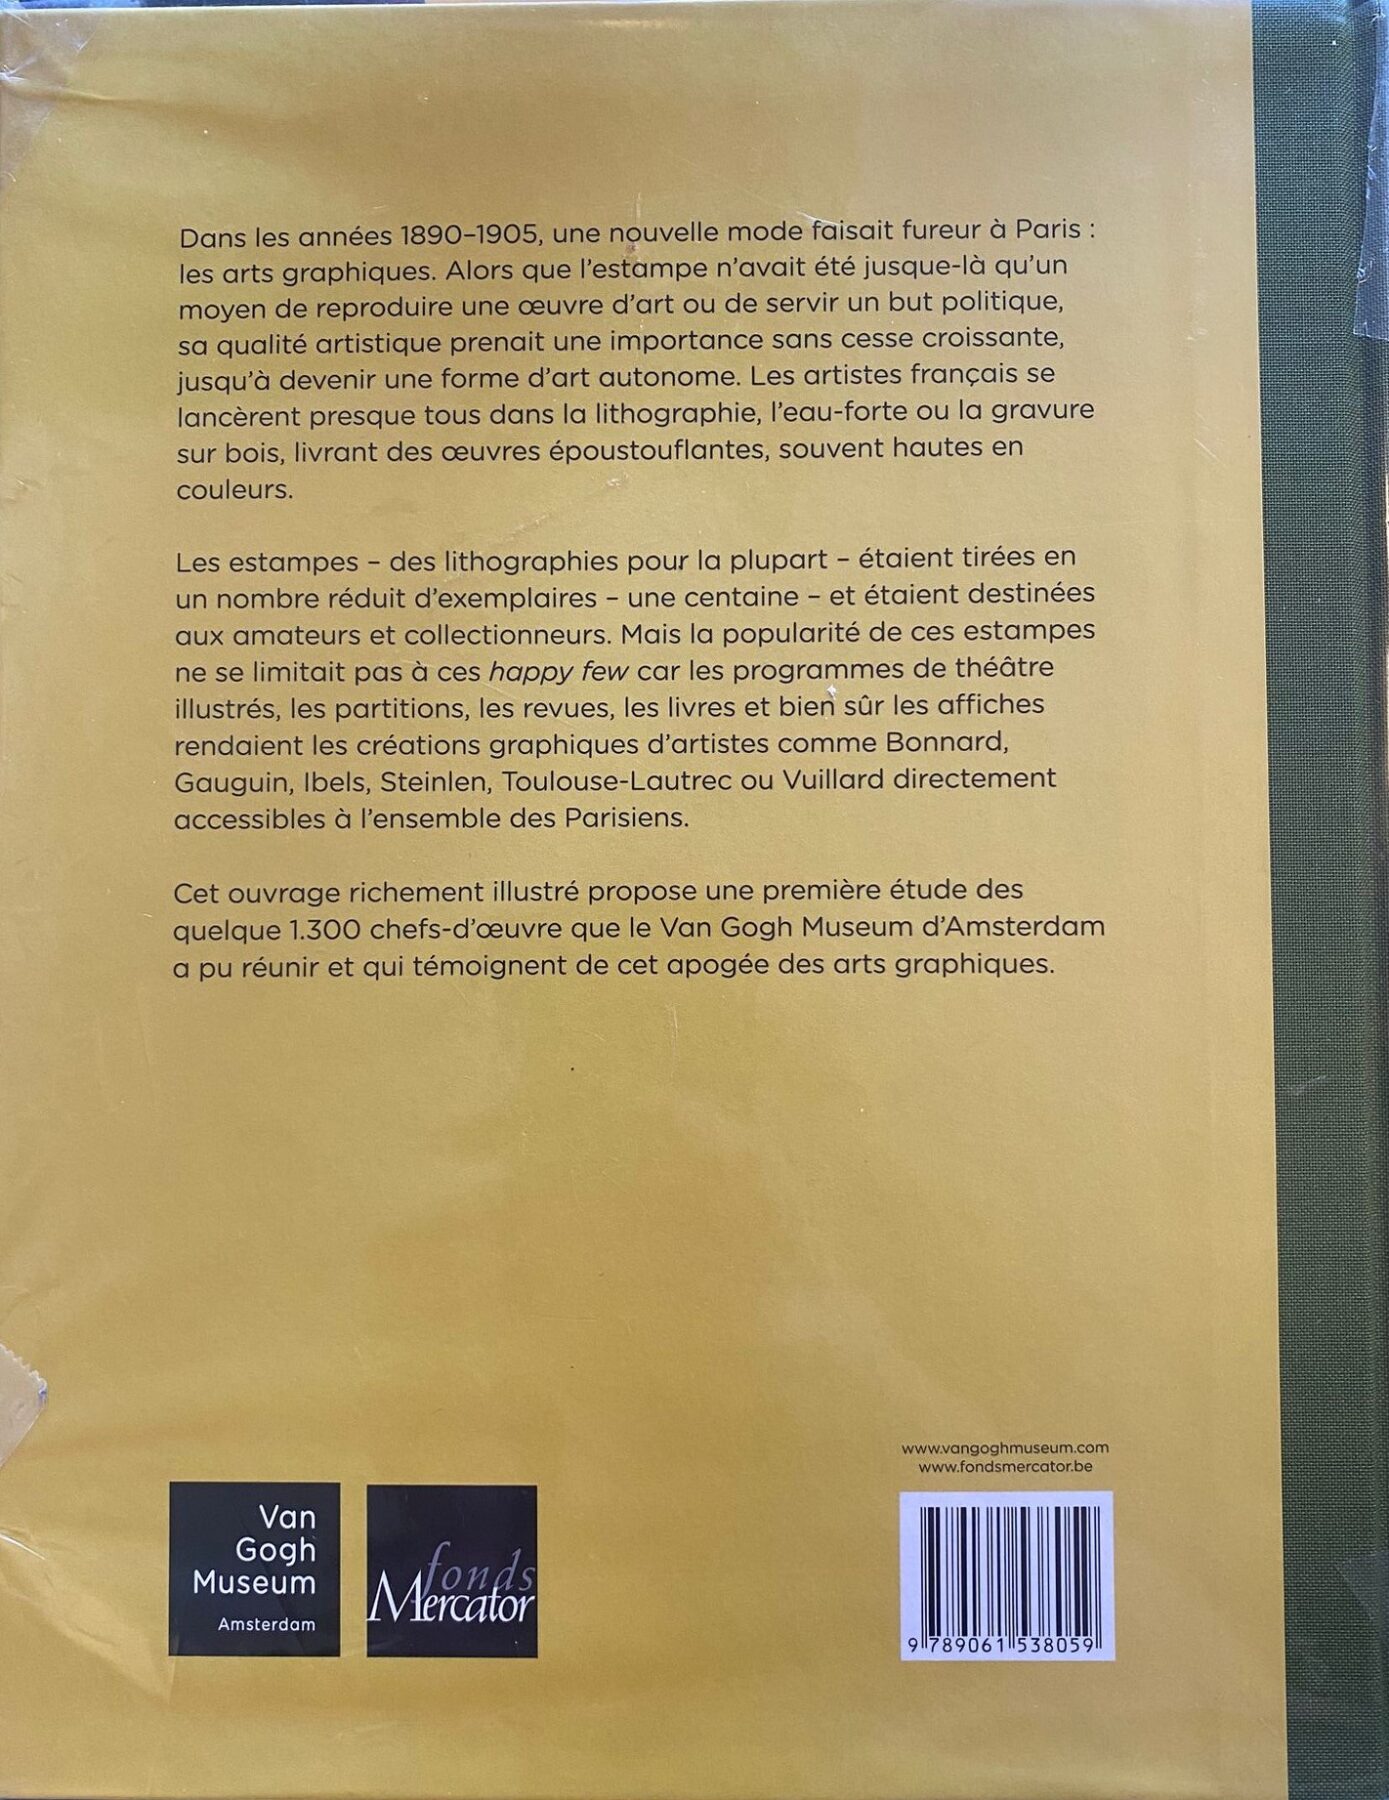 Dans les années 1890–1905, une nouvelle mode faisait fureur à Paris :
les arts graphiques. Alors que l'estampe n'avait été jusque-là qu'un
moyen de reproduire une œuvre d'art ou de servir un but politique,
sa qualité artistique prenait une importance sans cesse croissante,
jusqu'à devenir une forme d'art autonome. Les artistes français se
lancèrent presque tous dans la lithographie, l'eau-forte ou la gravure
sur bois, livrant des œuvres époustouflantes, souvent hautes en
couleurs.
Les estampes – des lithographies pour la plupart – étaient tirées en
un nombre réduit d'exemplaires – une centaine – et étaient destinées
aux amateurs et collectionneurs. Mais la popularité de ces estampes
ne se limitait pas à ces happy few car les programmes de théâtre
illustrés, les partitions, les revues, les livres et bien sûr les affiches
rendaient les créations graphiques d'artistes comme Bonnard,
Gauguin, Ibels, Steinlen, Toulouse-Lautrec ou Vuillard directement
accessibles à l'ensemble des Parisiens.
Cet ouvrage richement illustré propose une première étude des
quelque 1.300 chefs-d'œuvre que le Van Gogh Museum d'Amsterdam
a pu réunir et qui témoignent de cet apogée des arts graphiques.
www.vangoghmuseum.com
www.fondsmercator.be
Van
Gogh
Museum
Amsterdam
fonds
Mercator
9 789061 538059